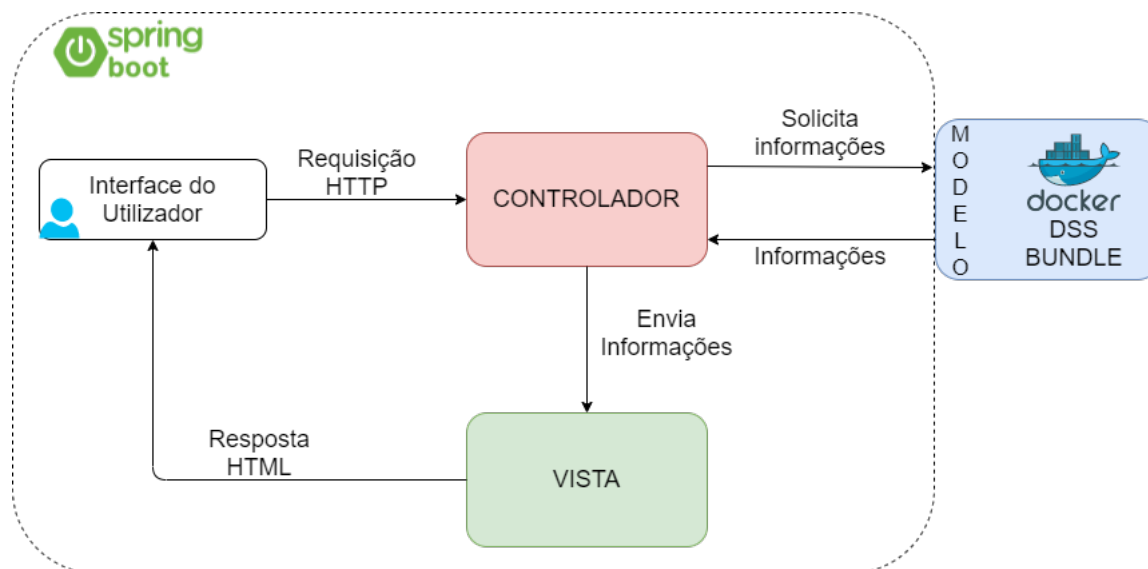 spring
boot
Interface do
Utilizador
Requisição
HTTP
CONTROLADOR
Solicita
informações
Informações
M
O
D
E
L
O
docker
DSS
BUNDLE
Envia
Informações
Resposta
HTML
VISTA